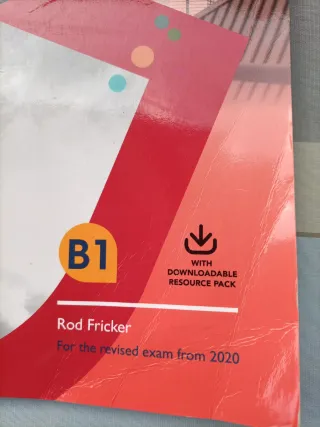 B1
WITH
DOWNLOADABLE
RESOURCE PACK
Rod Fricker
For the revised exam from 2020